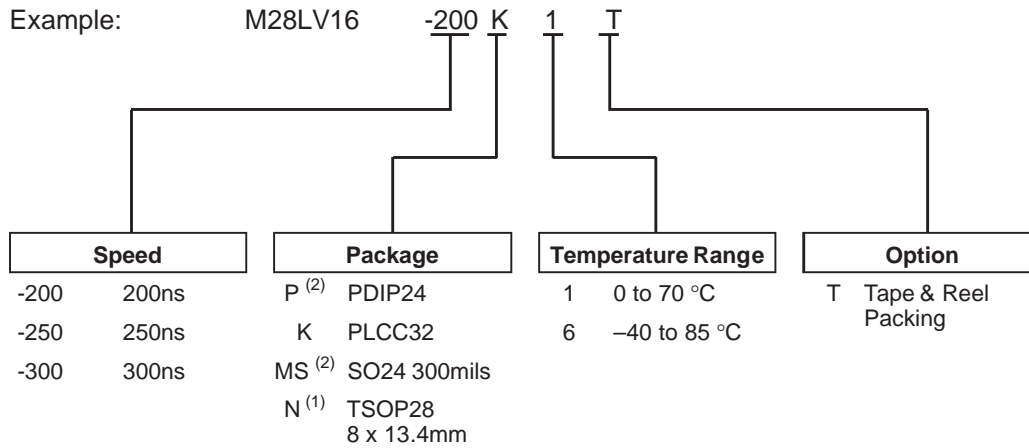 Example: M28LV16 -200 K 1 T
Speed Package Temperature Range Option
-200 200ns P (2) PDIP24 1 0 to 70 °C T Tape & Reel
Packing
-250 250ns K PLCC32 6 –40 to 85 °C
-300 300ns MS (2) SO24 300mils
N (1) TSOP28
8 x 13.4mm